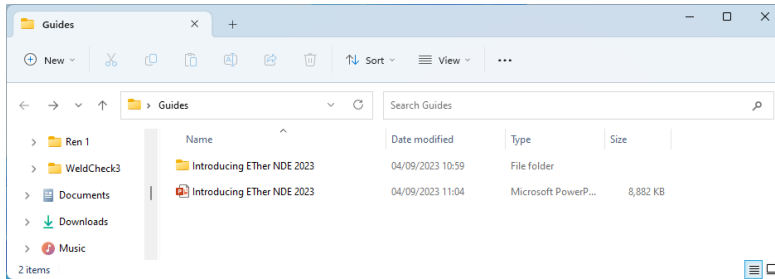 Guides
New
Sort
View
Guides
Search Guides
Name Date modified Type Size
Ren 1
WeldCheck3
Documents
Downloads
Music
Introducing ETher NDE 2023 04/09/2023 10:59 File folder
Introducing ETher NDE 2023 04/09/2023 11:04 Microsoft PowerP... 8,882 KB
2 items